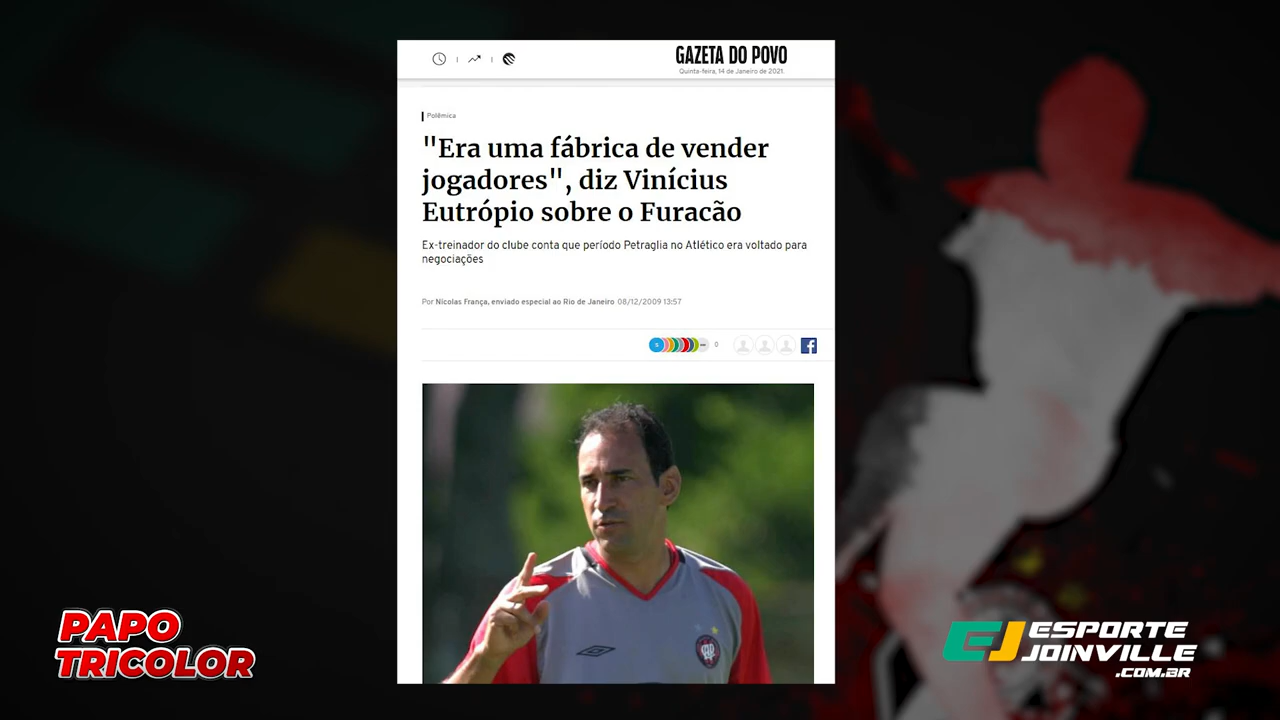 GAZETA DO POVO
Quinta-feira, 14 de Janeiro de 2021.
Polêmica
"Era uma fábrica de vender
jogadores", diz Vinícius
Eutrópio sobre o Furacão
Ex-treinador do clube conta que período Petraglia no Atlético era voltado para
negociações
Por Nicolas França, enviado especial ao Rio de Janeiro 08/12/2009 13:57
0
PAPO
TRICOLOR
EJ ESPORTE
JOINVILLE
.COM.BR